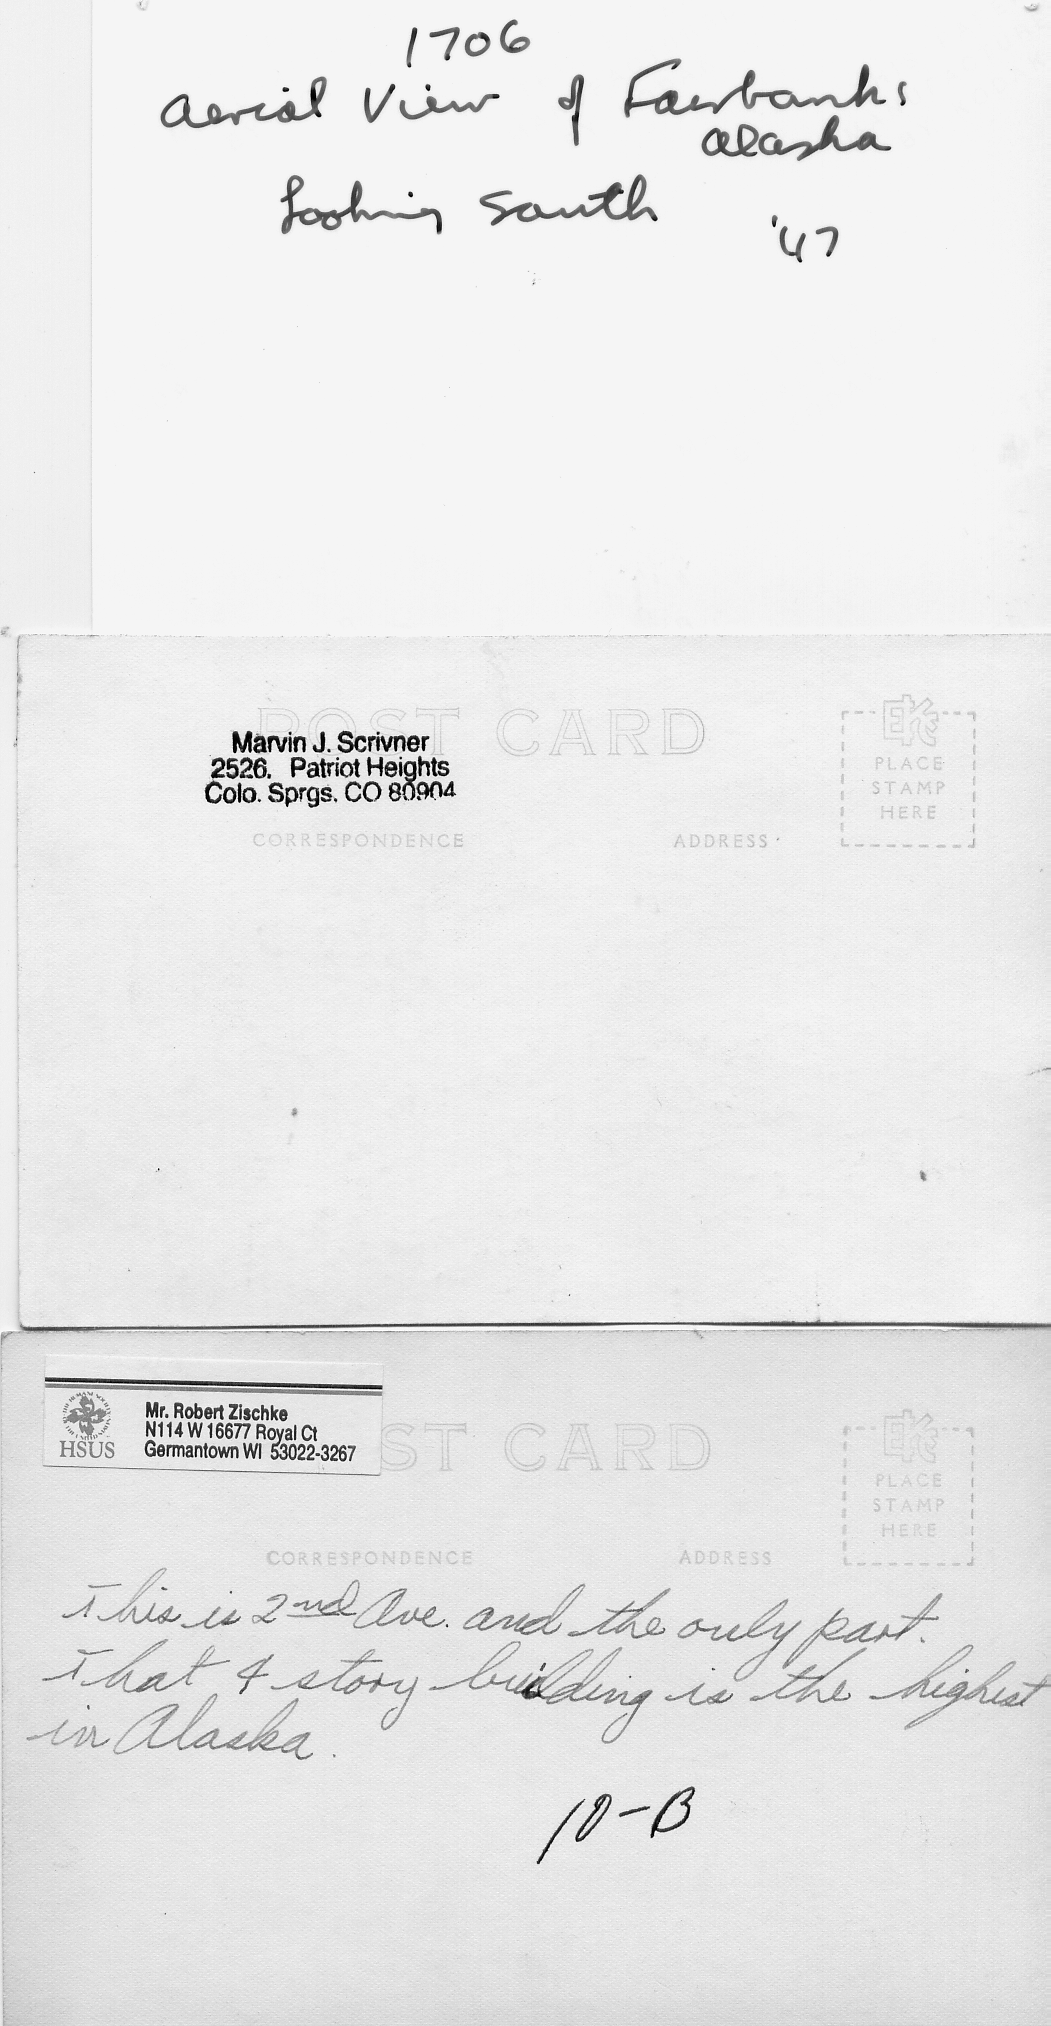 1706
Aerial View of Fairbanks
Alaska
Looking South
'47
POST CARD
Marvin J. Scrivner
2526. Patriot Heights
Colo. Sprgs. CO 80904
EKC
PLACE
STAMP
HERE
CORRESPONDENCE
ADDRESS
HSUS
Mr. Robert Zischke
N114 W 16677 Royal Ct
Germantown WI 53022-3267
ST CARD
EKC
PLACE
STAMP
HERE
CORRESPONDENCE
ADDRESS
This is 2nd Ave. and the only part.
That 4 story building is the highest
in Alaska.
10-B